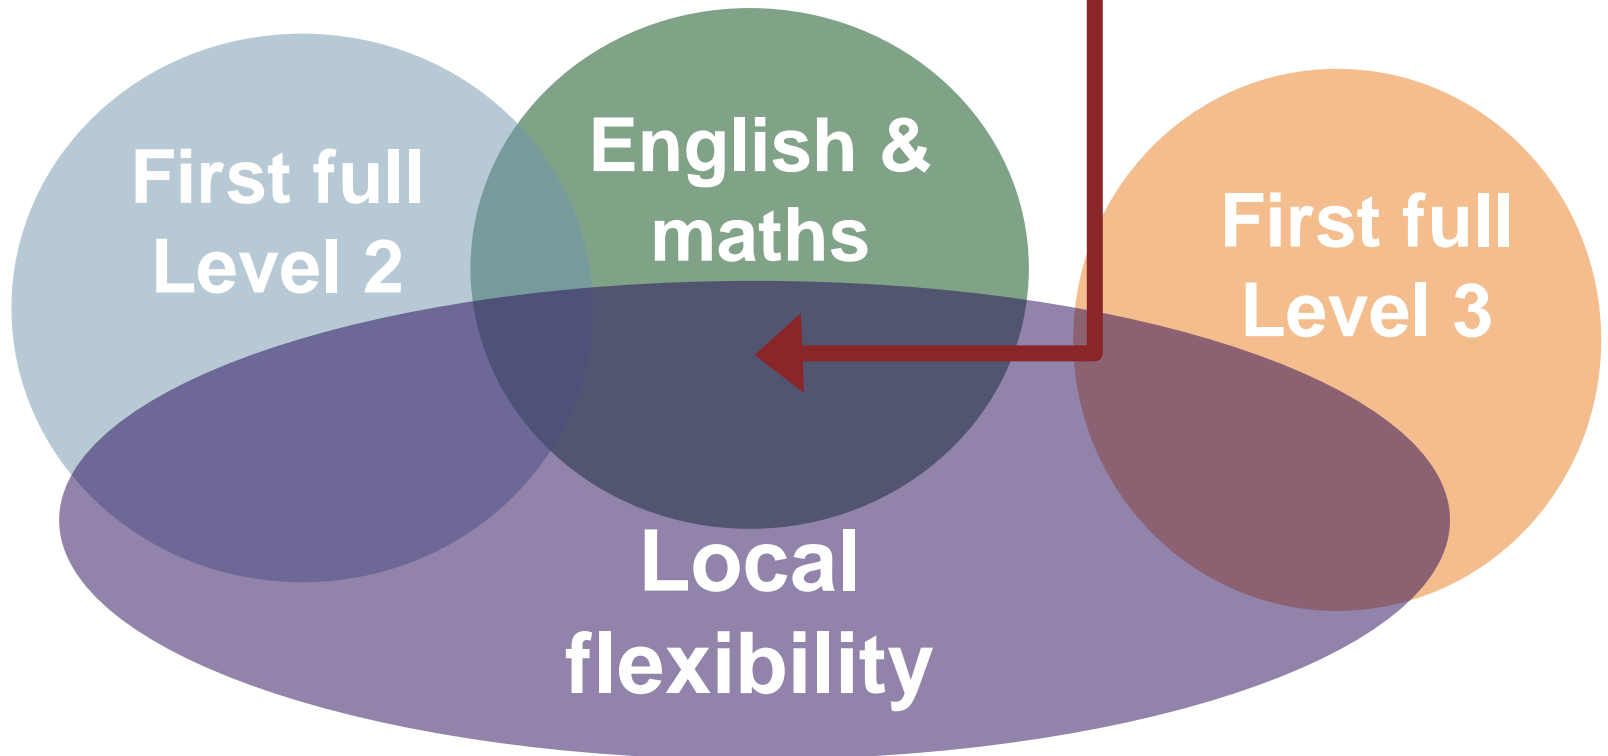 First full
Level 2
English &
maths
First full
Level 3
Local
flexibility